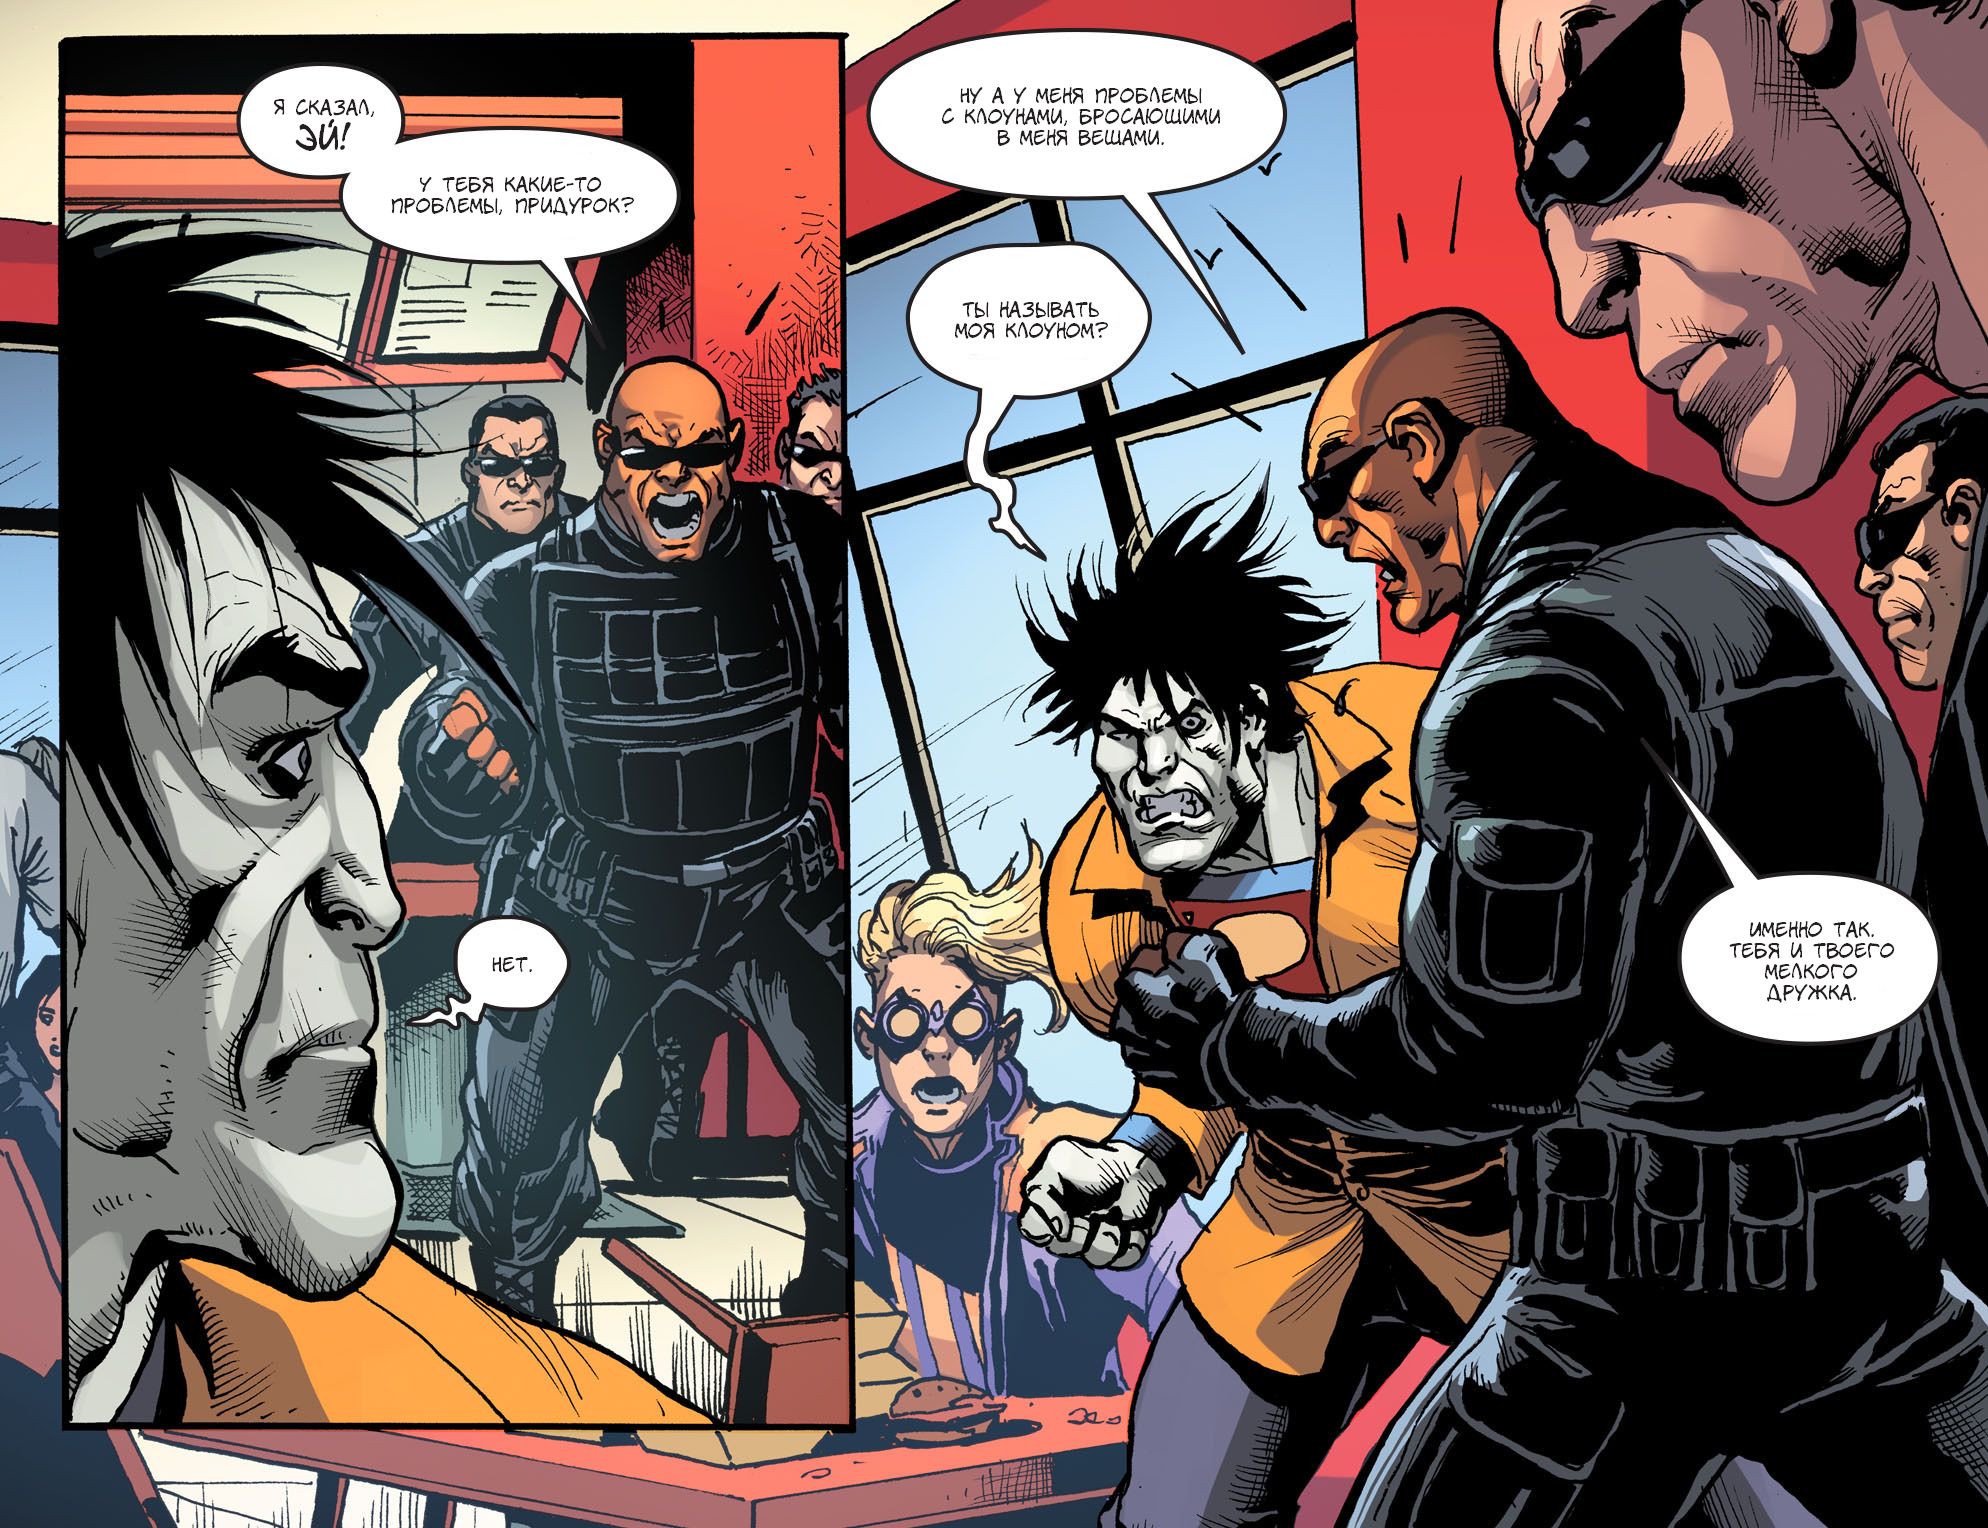 Я СКАЗАЛ,
ЭЙ!
У ТЕБЯ КАКИЕ-ТО
ПРОБЛЕМЫ, ПРИДУРОК?
НЕТ.
НУ А У МЕНЯ ПРОБЛЕМЫ
С КЛОУНАМИ, БРОСАЮЩИМИ
В МЕНЯ ВЕЩАМИ.
ТЫ НАЗЫВАТЬ
МОЯ КЛОУНОМ?
ИМЕННО ТАК.
ТЕБЯ И ТВОЕГО
МЕЛКОГО
ДРУЖКА.